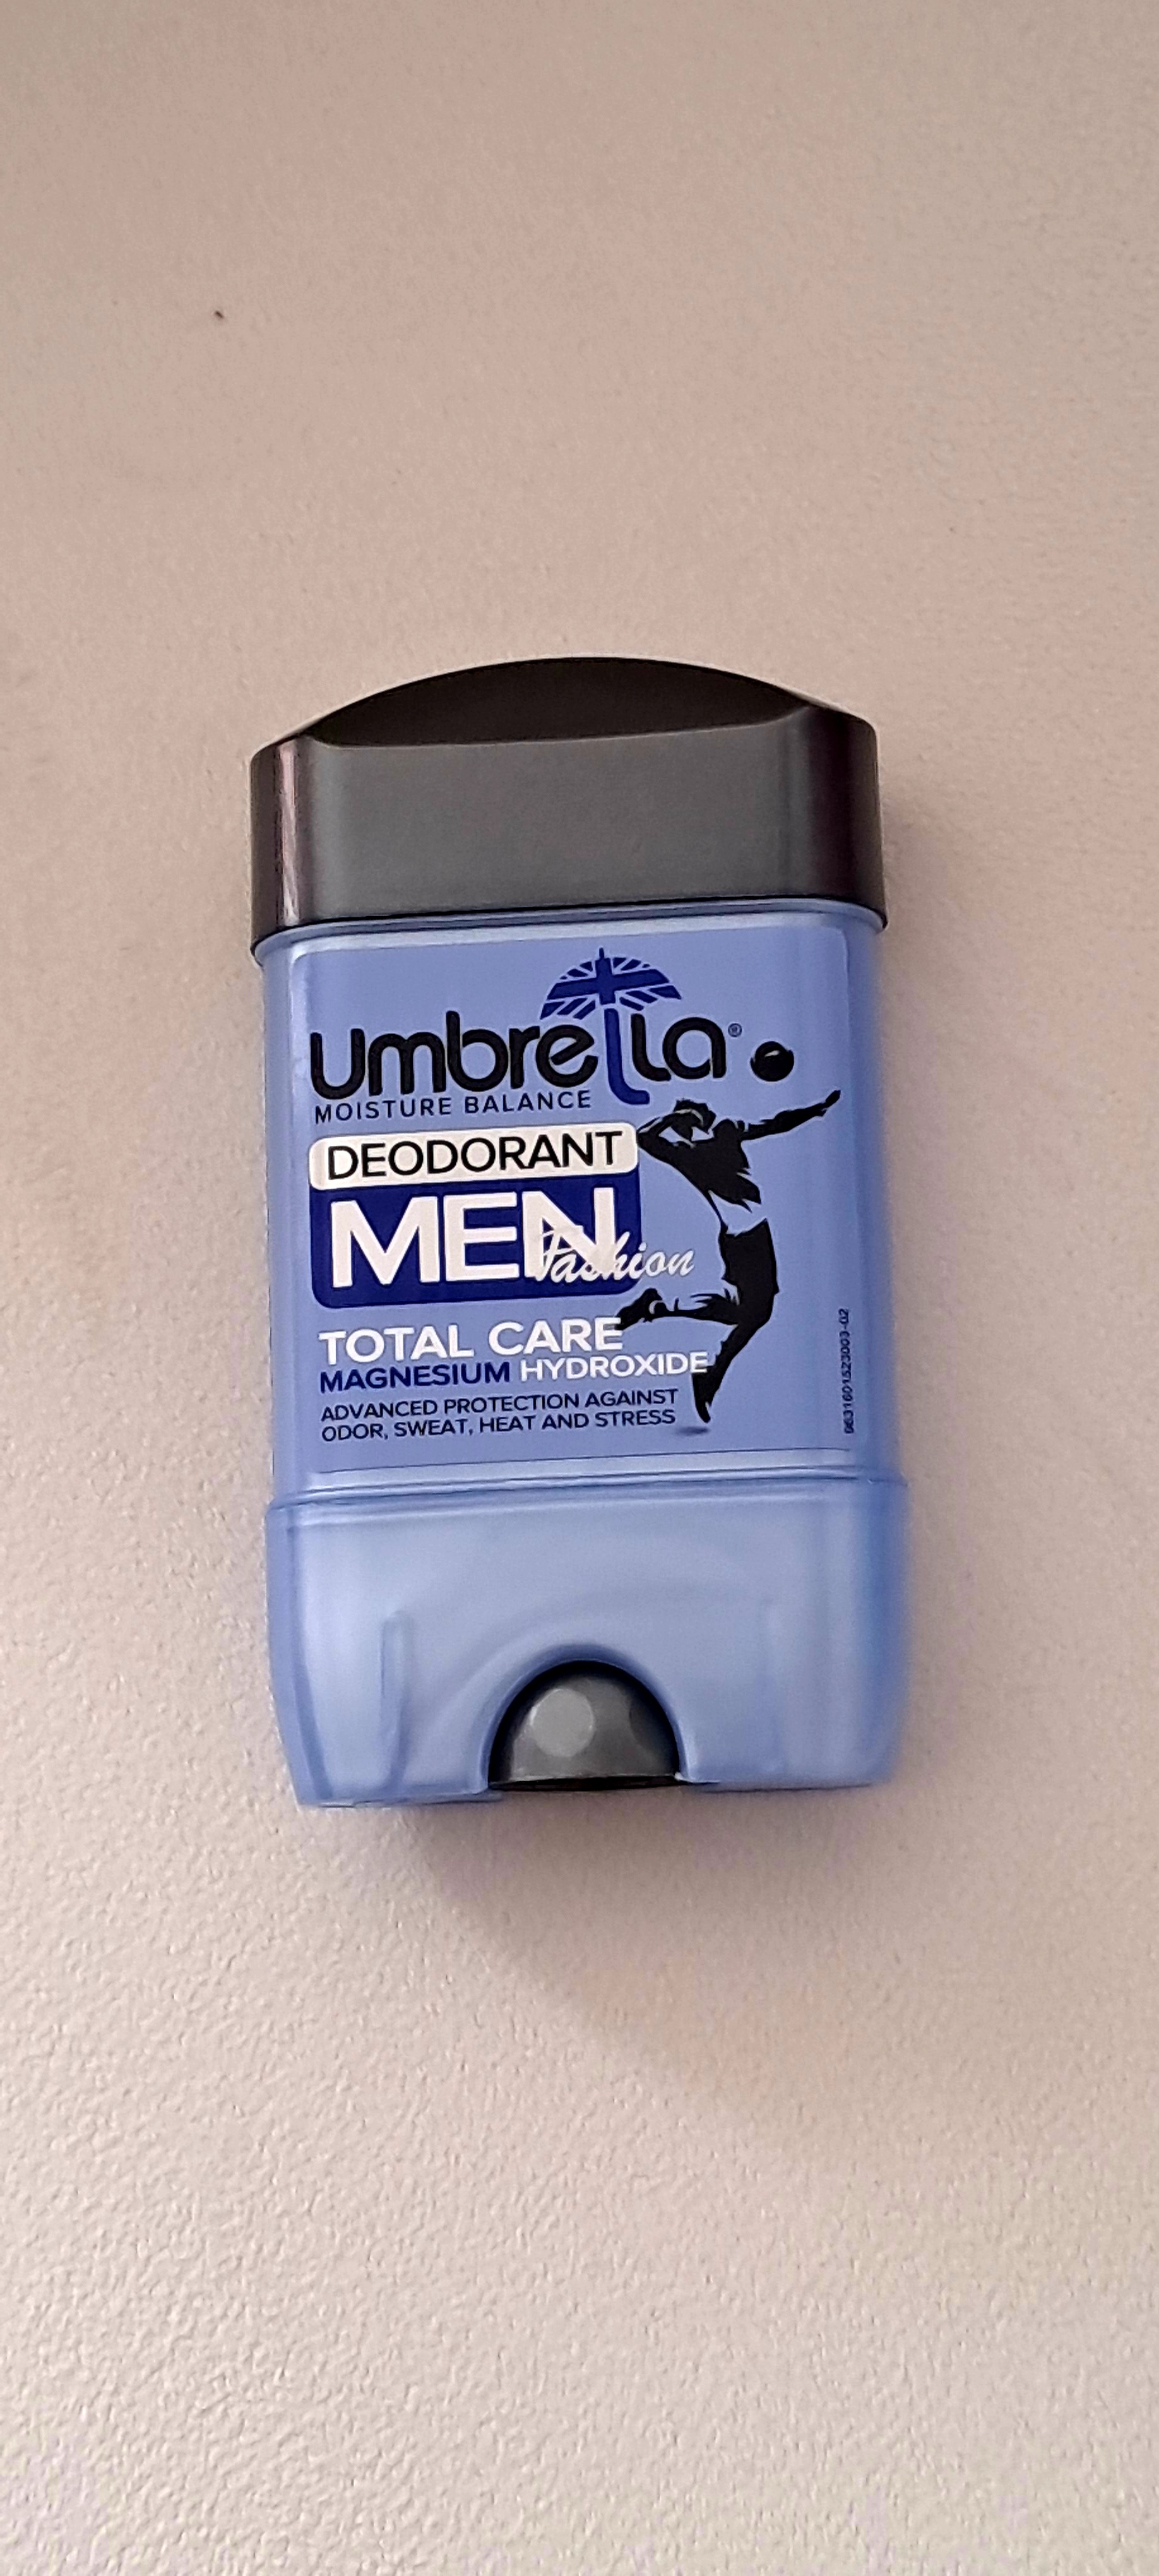 umbrella®
MOISTURE BALANCE
DEODORANT
MEN
Fashion
TOTAL CARE
MAGNESIUM HYDROXIDE
ADVANCED PROTECTION AGAINST
ODOR, SWEAT, HEAT AND STRESS